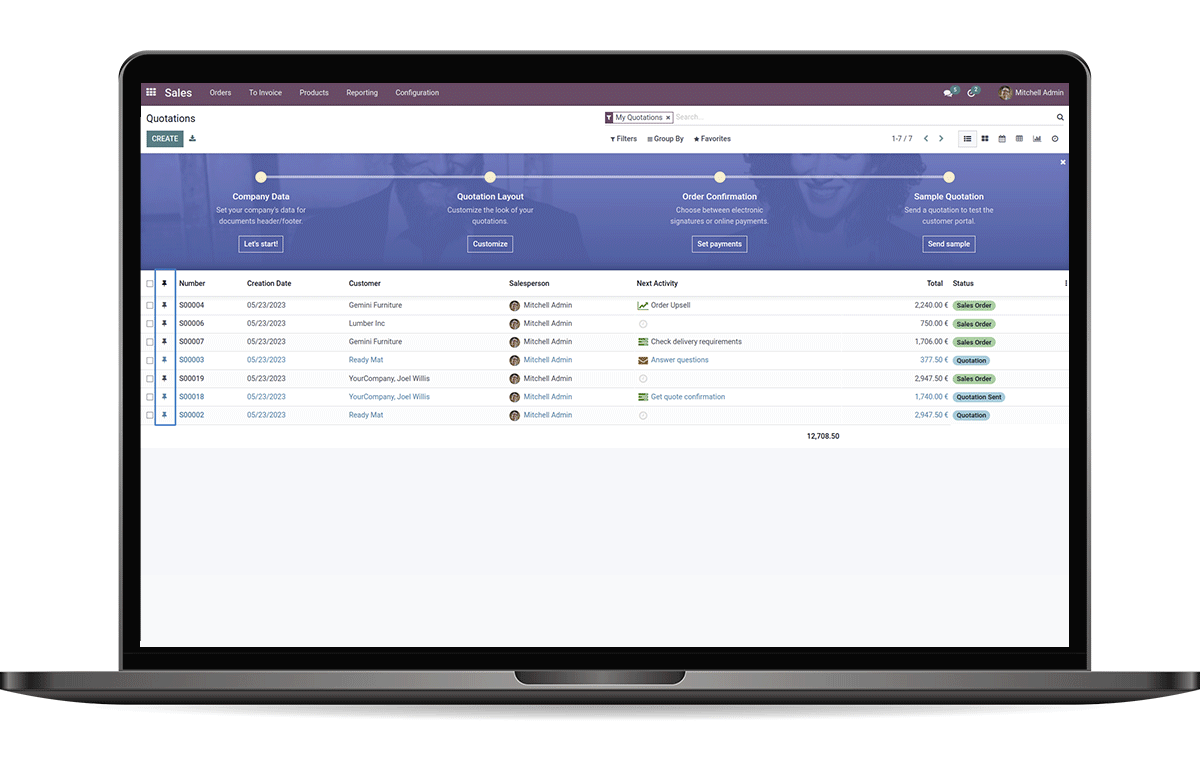 Sales Orders To Invoice Products Reporting Configuration 5 2 Mitchell Admin
Quotations My Quotations × Search...
CREATE Filters Group By Favorites 1-7 / 7
Company Data Quotation Layout Order Confirmation Sample Quotation
Set your company's data for Customize the look of your Choose between electronic Send a quotation to test the
documents header/footer. quotations. signatures or online payments. customer portal.
Let's start! Customize Set payments Send sample
Number Creation Date Customer Salesperson Next Activity Total Status
S00004 05/23/2023 Gemini Furniture Mitchell Admin Order Upsell 2,240.00 € Sales Order
S00006 05/23/2023 Lumber Inc Mitchell Admin 750.00 € Sales Order
S00007 05/23/2023 Gemini Furniture Mitchell Admin Check delivery requirements 1,706.00 € Sales Order
S00003 05/23/2023 Ready Mat Mitchell Admin Answer questions 377.50 € Quotation
S00019 05/23/2023 YourCompany, Joel Willis Mitchell Admin 2,947.50 € Sales Order
S00018 05/23/2023 YourCompany, Joel Willis Mitchell Admin Get quote confirmation 1,740.00 € Quotation Sent
S00002 05/23/2023 Ready Mat Mitchell Admin 2,947.50 € Quotation
12,708.50